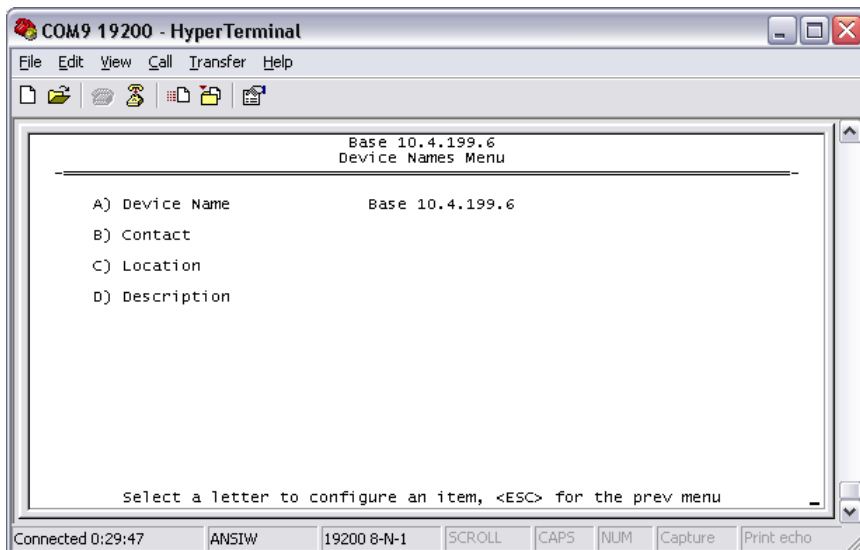 COM9 19200 - HyperTerminal
File Edit View Call Transfer Help
Base 10.4.199.6
Device Names Menu
A) Device Name Base 10.4.199.6
B) Contact
C) Location
D) Description
Select a letter to configure an item, <ESC> for the prev menu
Connected 0:29:47 ANSIW 19200 8-N-1 SCROLL CAPS NUM Capture Print echo